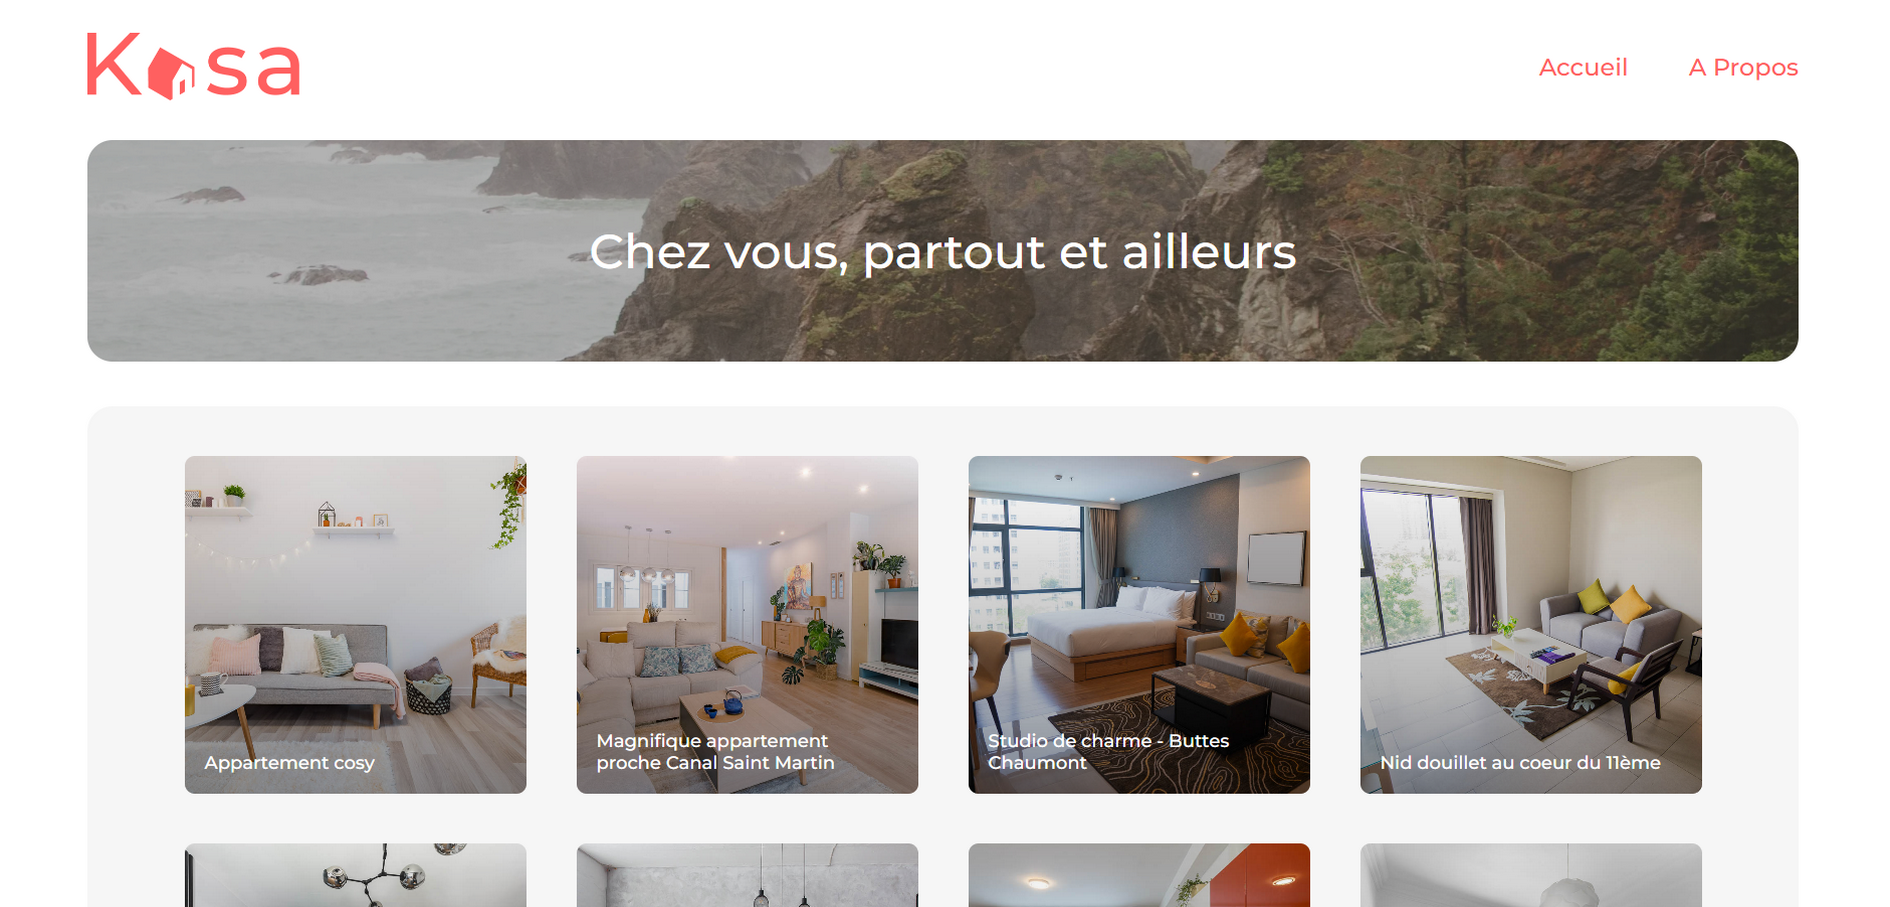 Kasa
Accueil
A Propos
Chez vous, partout et ailleurs
Appartement cosy
Magnifique appartement
proche Canal Saint Martin
Studio de charme - Buttes
Chaumont
Nid douillet au coeur du 11ème